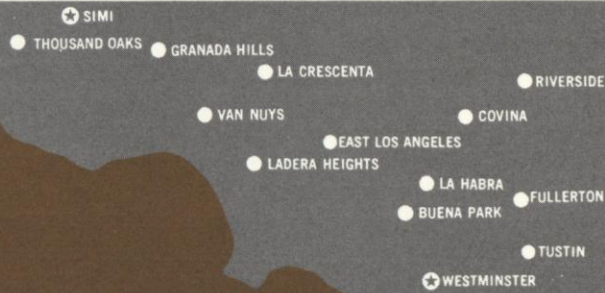 SIMI
THOUSAND OAKS
GRANADA HILLS
LA CRESCENTA
RIVERSIDE
VAN NUYS
COVINA
EAST LOS ANGELES
LADERA HEIGHTS
LA HABRA
FULLERTON
BUENA PARK
TUSTIN
WESTMINSTER